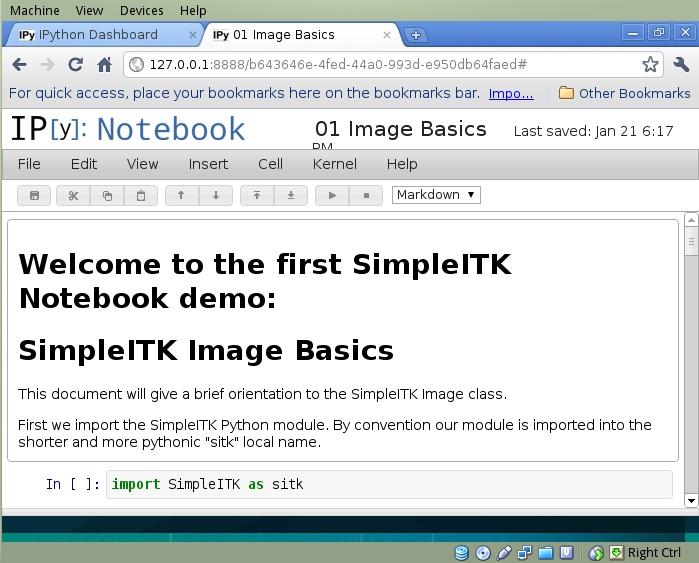 Machine View Devices Help
IPy IPython Dashboard × IPy 01 Image Basics ×
127.0.0.1:8888/b643646e-4fed-44a0-993d-e950db64faed#
For quick access, place your bookmarks here on the bookmarks bar. Impo... Other Bookmarks
IP[y]: Notebook 01 Image Basics Last saved: Jan 21 6:17
PM
File Edit View Insert Cell Kernel Help
Markdown
Welcome to the first SimpleITK
Notebook demo:
SimpleITK Image Basics
This document will give a brief orientation to the SimpleITK Image class.
First we import the SimpleITK Python module. By convention our module is imported into the
shorter and more pythonic "sitk" local name.
In [ ]: import SimpleITK as sitk
Right Ctrl